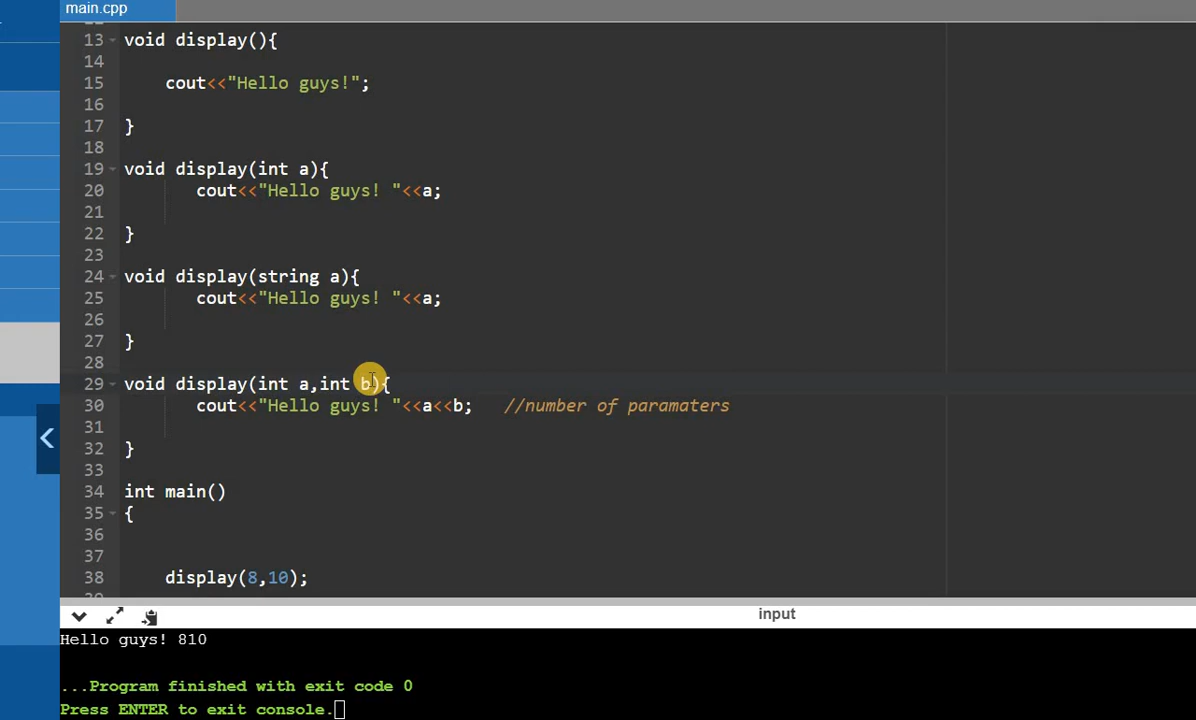 main.cpp
13 void display(){
14
15 cout<<"Hello guys!";
16
17 }
18
19 void display(int a){
20 cout<<"Hello guys! "<<a;
21
22 }
23
24 void display(string a){
25 cout<<"Hello guys! "<<a;
26
27 }
28
29 void display(int a,int b){
30 cout<<"Hello guys! "<<a<<b; //number of paramaters
31
32 }
33
34 int main()
35 {
36
37
38 display(8,10);
input
Hello guys! 810
...Program finished with exit code 0
Press ENTER to exit console.